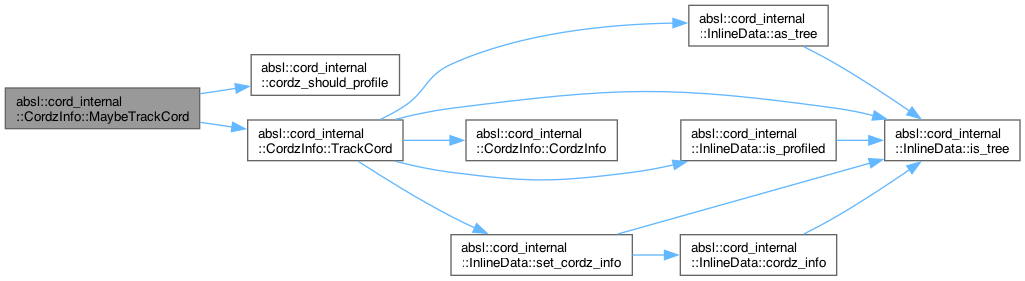 absl::cord_internal
::CordzInfo::MaybeTrackCord
absl::cord_internal
::cordz_should_profile
absl::cord_internal
::CordzInfo::TrackCord
absl::cord_internal
::InlineData::as_tree
absl::cord_internal
::InlineData::is_tree
absl::cord_internal
::CordzInfo::CordzInfo
absl::cord_internal
::InlineData::is_profiled
absl::cord_internal
::InlineData::set_cordz_info
absl::cord_internal
::InlineData::cordz_info